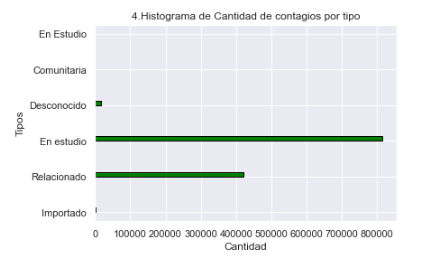 4.Histograma de Cantidad de contagios por tipo
En Estudio
Comunitaria
Desconocido
En estudio
Relacionado
Importado
Tipos
0 100000 200000 300000 400000 500000 600000 700000 800000
Cantidad